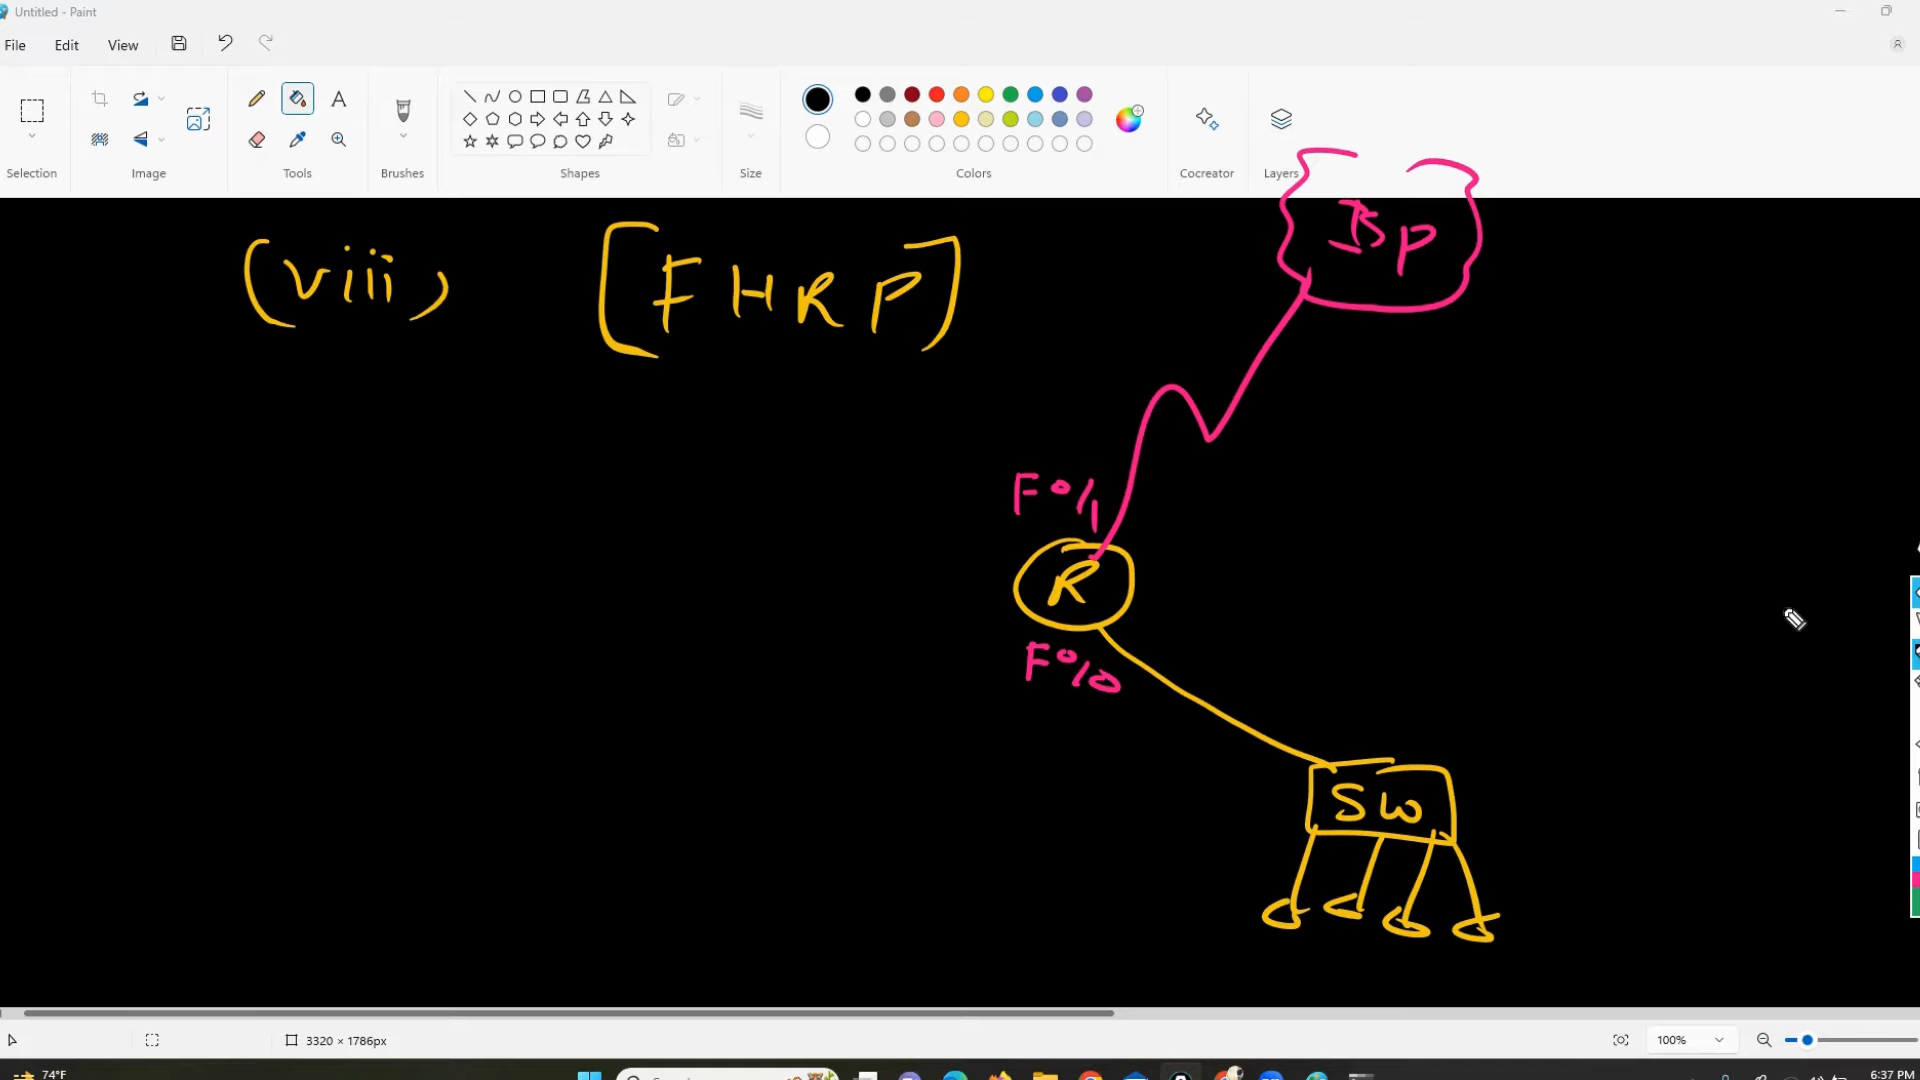 Untitled - Paint
File Edit View
Selection Image Tools Brushes Shapes Size Colors Cocreator Layers
(viii) [FHRP]
ISP
F0/1
R
F0/0
SW
3320 × 1786px 100%
74°F 6:37 PM